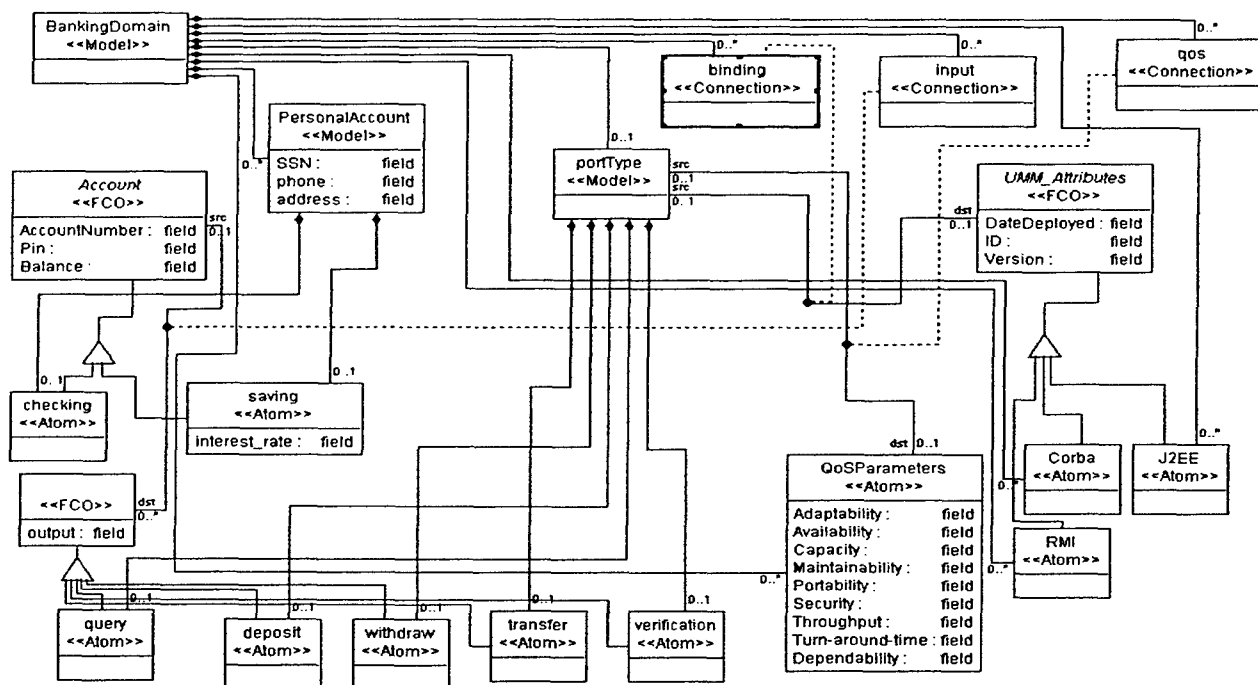 BankingDomain
<<Model>>
0..*
binding
<<Connection>>
0..*
input
<<Connection>>
0..*
qos
<<Connection>>
PersonalAccount
<<Model>>
SSN : field
phone : field
address : field
0..*
0..1
portType
<<Model>>
src
0..1
src
0..1
UMM_Attributes
<<FCO>>
DateDeployed : field
ID : field
Version : field
dst
0..1
Account
<<FCO>>
AccountNumber : field
Pin : field
Balance : field
src
0..1
0..1
checking
<<Atom>>
0..1
saving
<<Atom>>
interest_rate : field
<<FCO>>
output : field
dst
0..*
dst 0..1
QoSParameters
<<Atom>>
Adaptability : field
Availability : field
Capacity : field
Maintainability : field
Portability : field
Security : field
Throughput : field
Turn-around-time : field
Dependability : field
0..*
Corba
<<Atom>>
0..*
0..*
J2EE
<<Atom>>
RMI
<<Atom>>
0..*
0..1
query
<<Atom>>
0..1
deposit
<<Atom>>
0..1
withdraw
<<Atom>>
0..1
transfer
<<Atom>>
0..1
verification
<<Atom>>